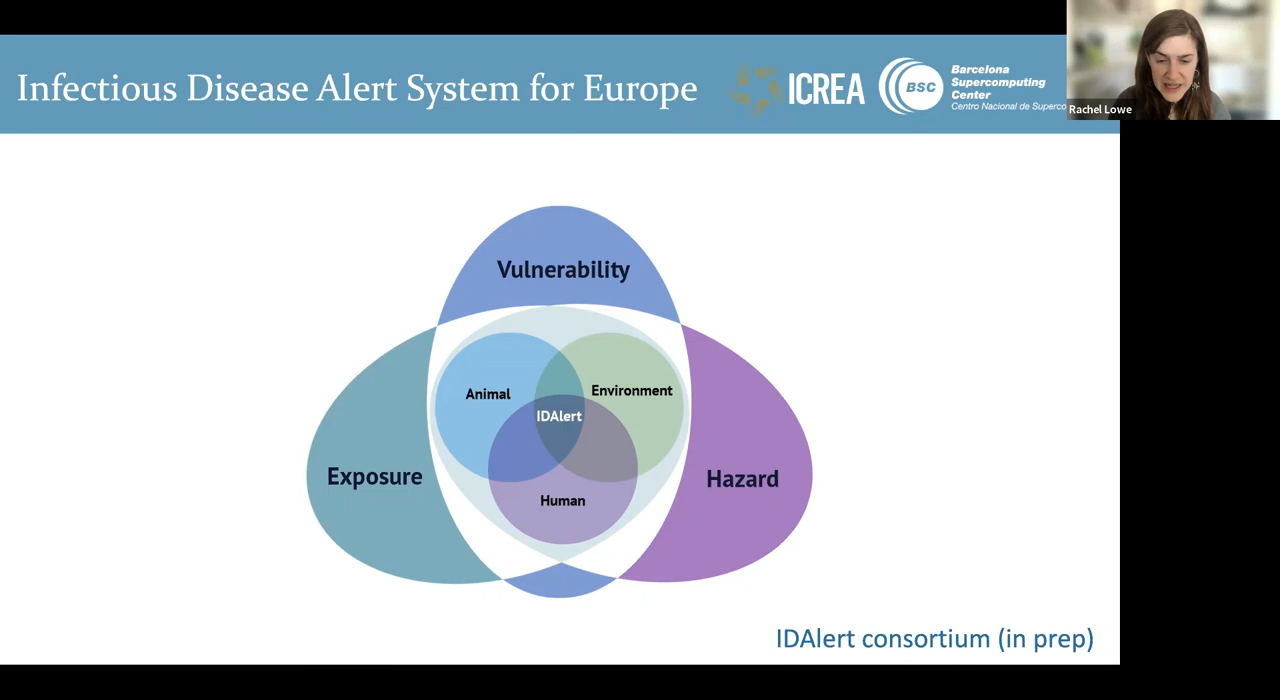 Infectious Disease Alert System for Europe
ICREA
BSC
Barcelona
Supercomputing
Center
Centro Nacional de Superco
Rachel Lowe
Vulnerability
Animal
Environment
IDAlert
Exposure
Hazard
Human
IDAlert consortium (in prep)